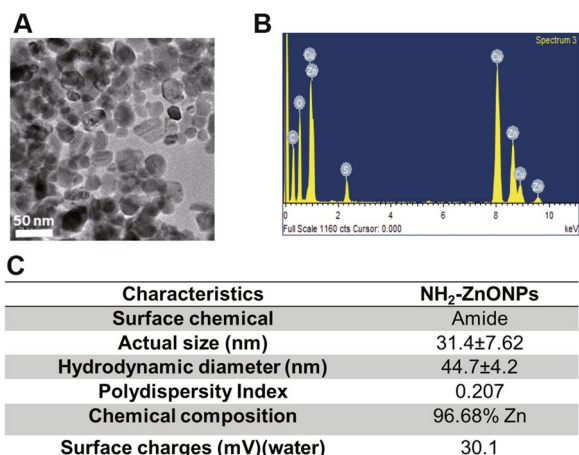 A
B
50 nm
Spectrum 3
Cu
Zn
O
C
S
Cu
Zn
Cu
Zn
0 2 4 6 8 10
Full Scale 1160 cts Cursor: 0.000 keV
C
Characteristics NH₂-ZnONPs
Surface chemical Amide
Actual size (nm) 31.4±7.62
Hydrodynamic diameter (nm) 44.7±4.2
Polydispersity Index 0.207
Chemical composition 96.68% Zn
Surface charges (mV)(water) 30.1